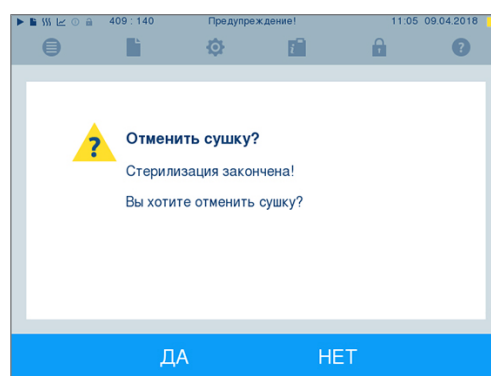 409 : 140 Предупреждение! 11:05 09.04.2018
Отменить сушку?
Стерилизация закончена!
Вы хотите отменить сушку?
ДА НЕТ